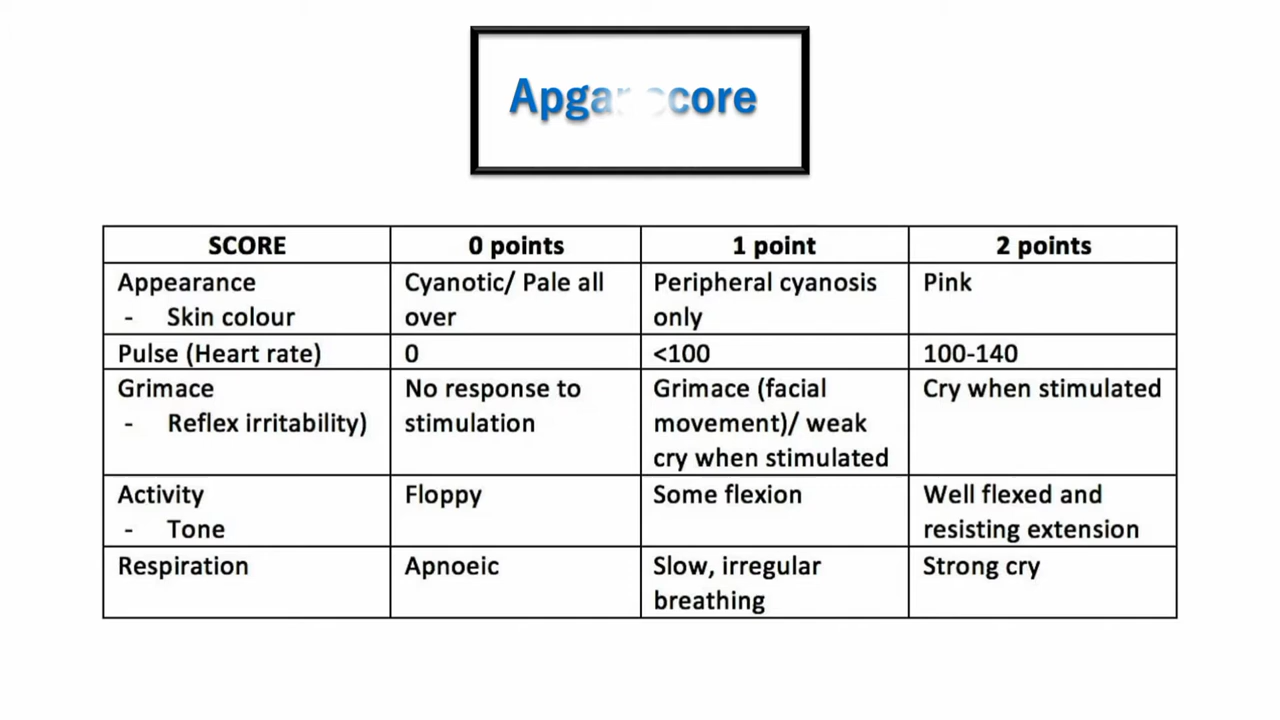 Apgar score
SCORE 0 points 1 point 2 points
Appearance
- Skin colour
Cyanotic/ Pale all
over
Peripheral cyanosis
only
Pink
Pulse (Heart rate) 0 <100 100-140
Grimace
- Reflex irritability)
No response to
stimulation
Grimace (facial
movement)/ weak
cry when stimulated
Cry when stimulated
Activity
- Tone
Floppy
Some flexion
Well flexed and
resisting extension
Respiration
Apnoeic
Slow, irregular
breathing
Strong cry